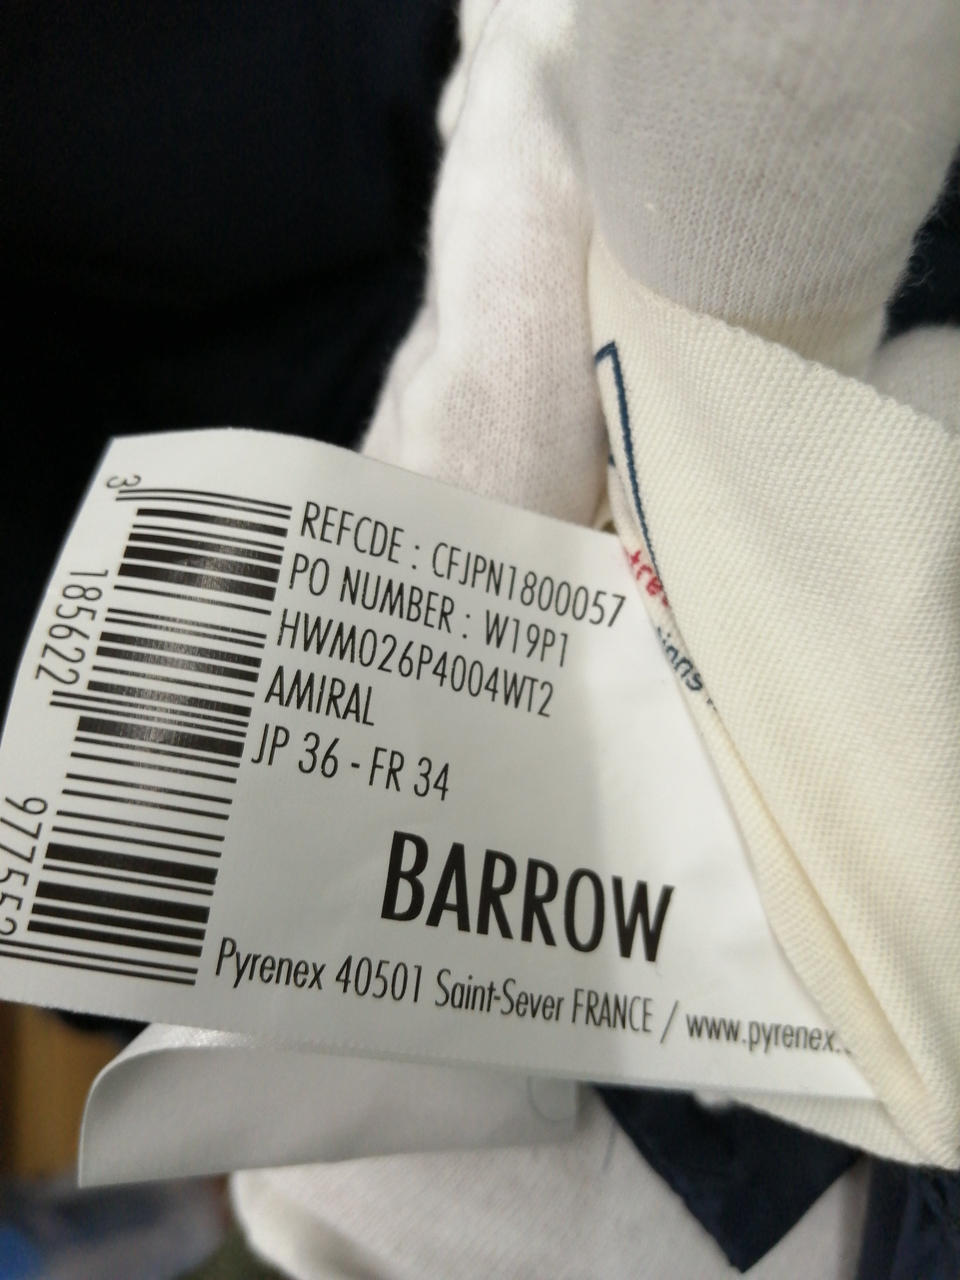 REFCDE : CFJPN1800057
PO NUMBER : W19P1
HWM026P4004WT2
AMIRAL
JP 36 - FR 34
BARROW
Pyrenex 40501 Saint-Sever FRANCE / www.pyrenex.
3 185622 977552